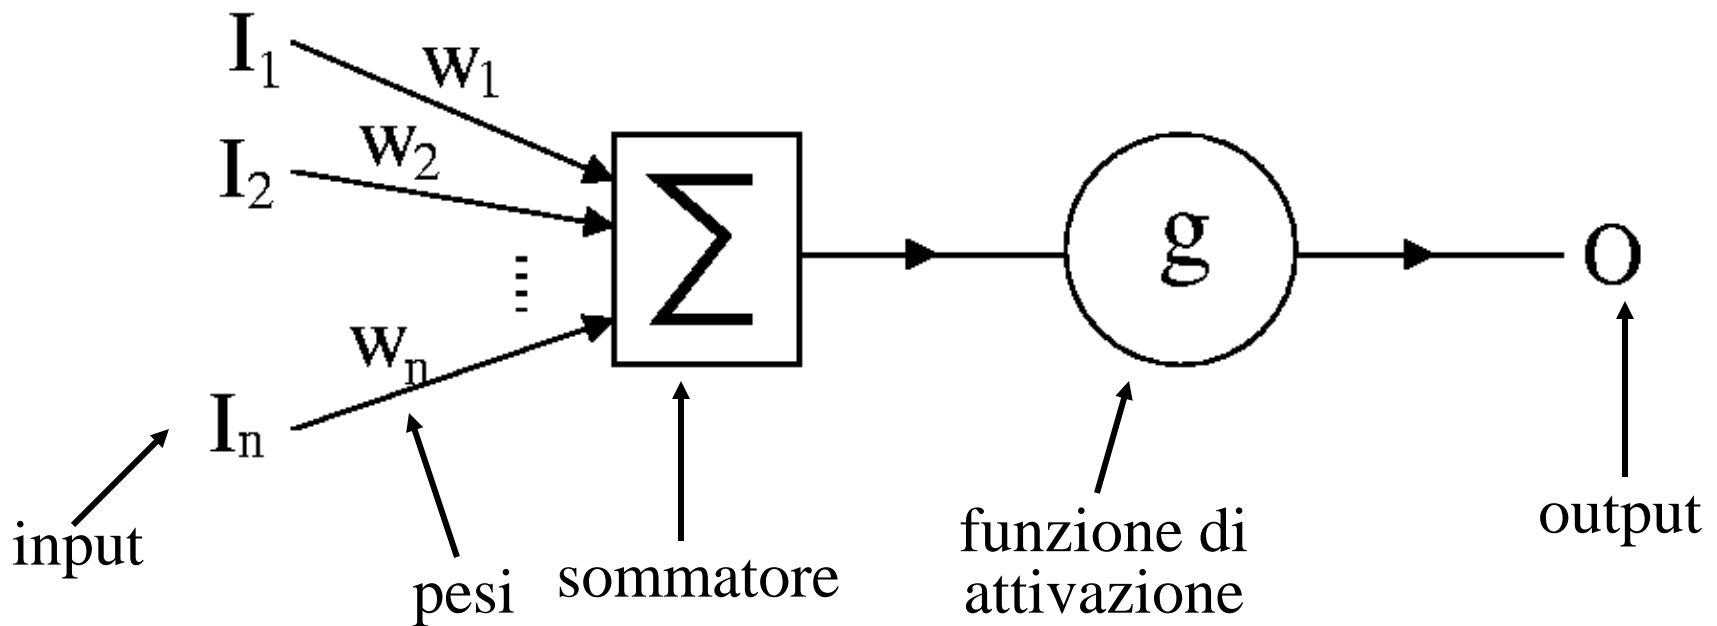 I1
w1
I2
w2
wn
In
Σ
g
O
input
pesi
sommatore
funzione di
attivazione
output